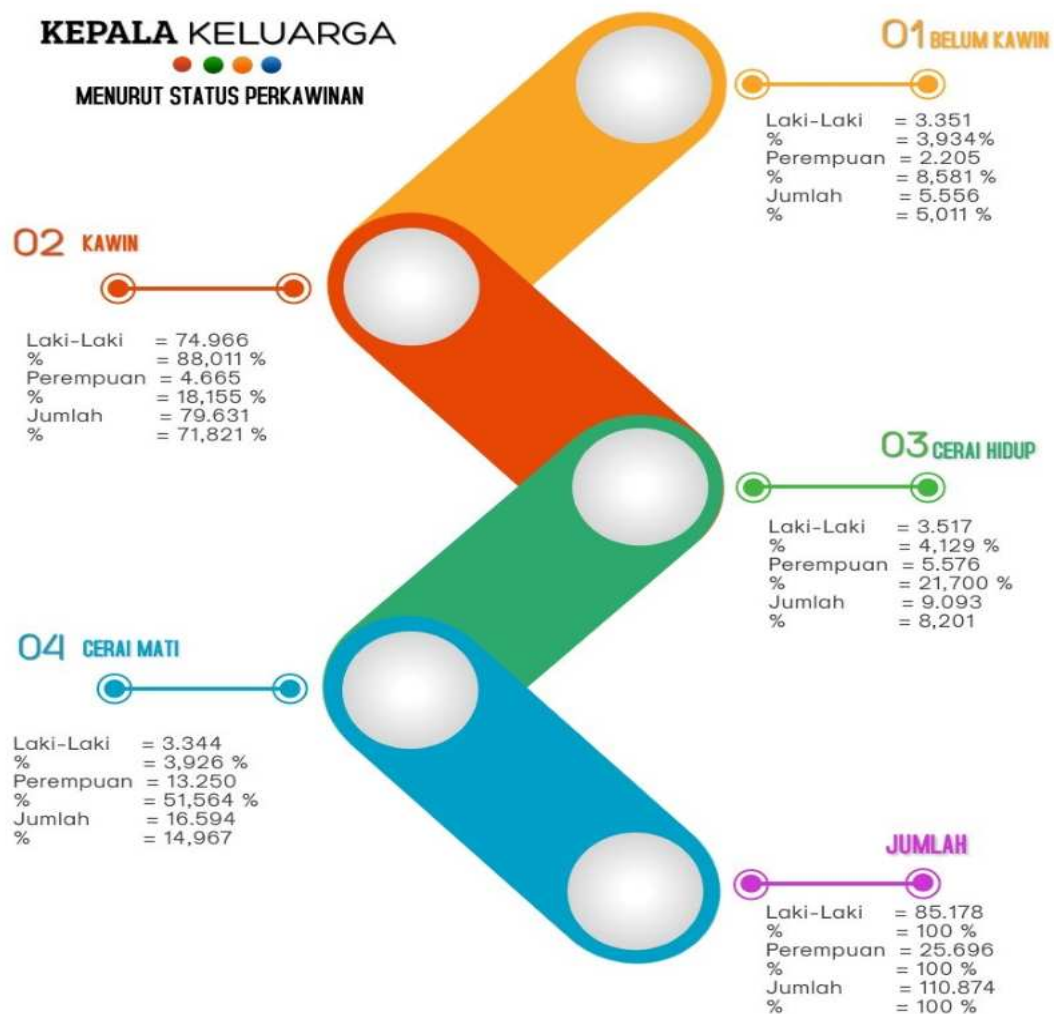 KEPALA KELUARGA
MENURUT STATUS PERKAWINAN
01 BELUM KAWIN
Laki-Laki = 3.351
% = 3,934%
Perempuan = 2.205
% = 8,581 %
Jumlah = 5.556
% = 5,011 %
02 KAWIN
Laki-Laki = 74.966
% = 88,011 %
Perempuan = 4.665
% = 18,155 %
Jumlah = 79.631
% = 71,821 %
03 CERAI HIDUP
Laki-Laki = 3.517
% = 4,129 %
Perempuan = 5.576
% = 21,700 %
Jumlah = 9.093
% = 8,201
04 CERAI MATI
Laki-Laki = 3.344
% = 3,926 %
Perempuan = 13.250
% = 51,564 %
Jumlah = 16.594
% = 14,967
JUMLAH
Laki-Laki = 85.178
% = 100 %
Perempuan = 25.696
% = 100 %
Jumlah = 110.874
% = 100 %